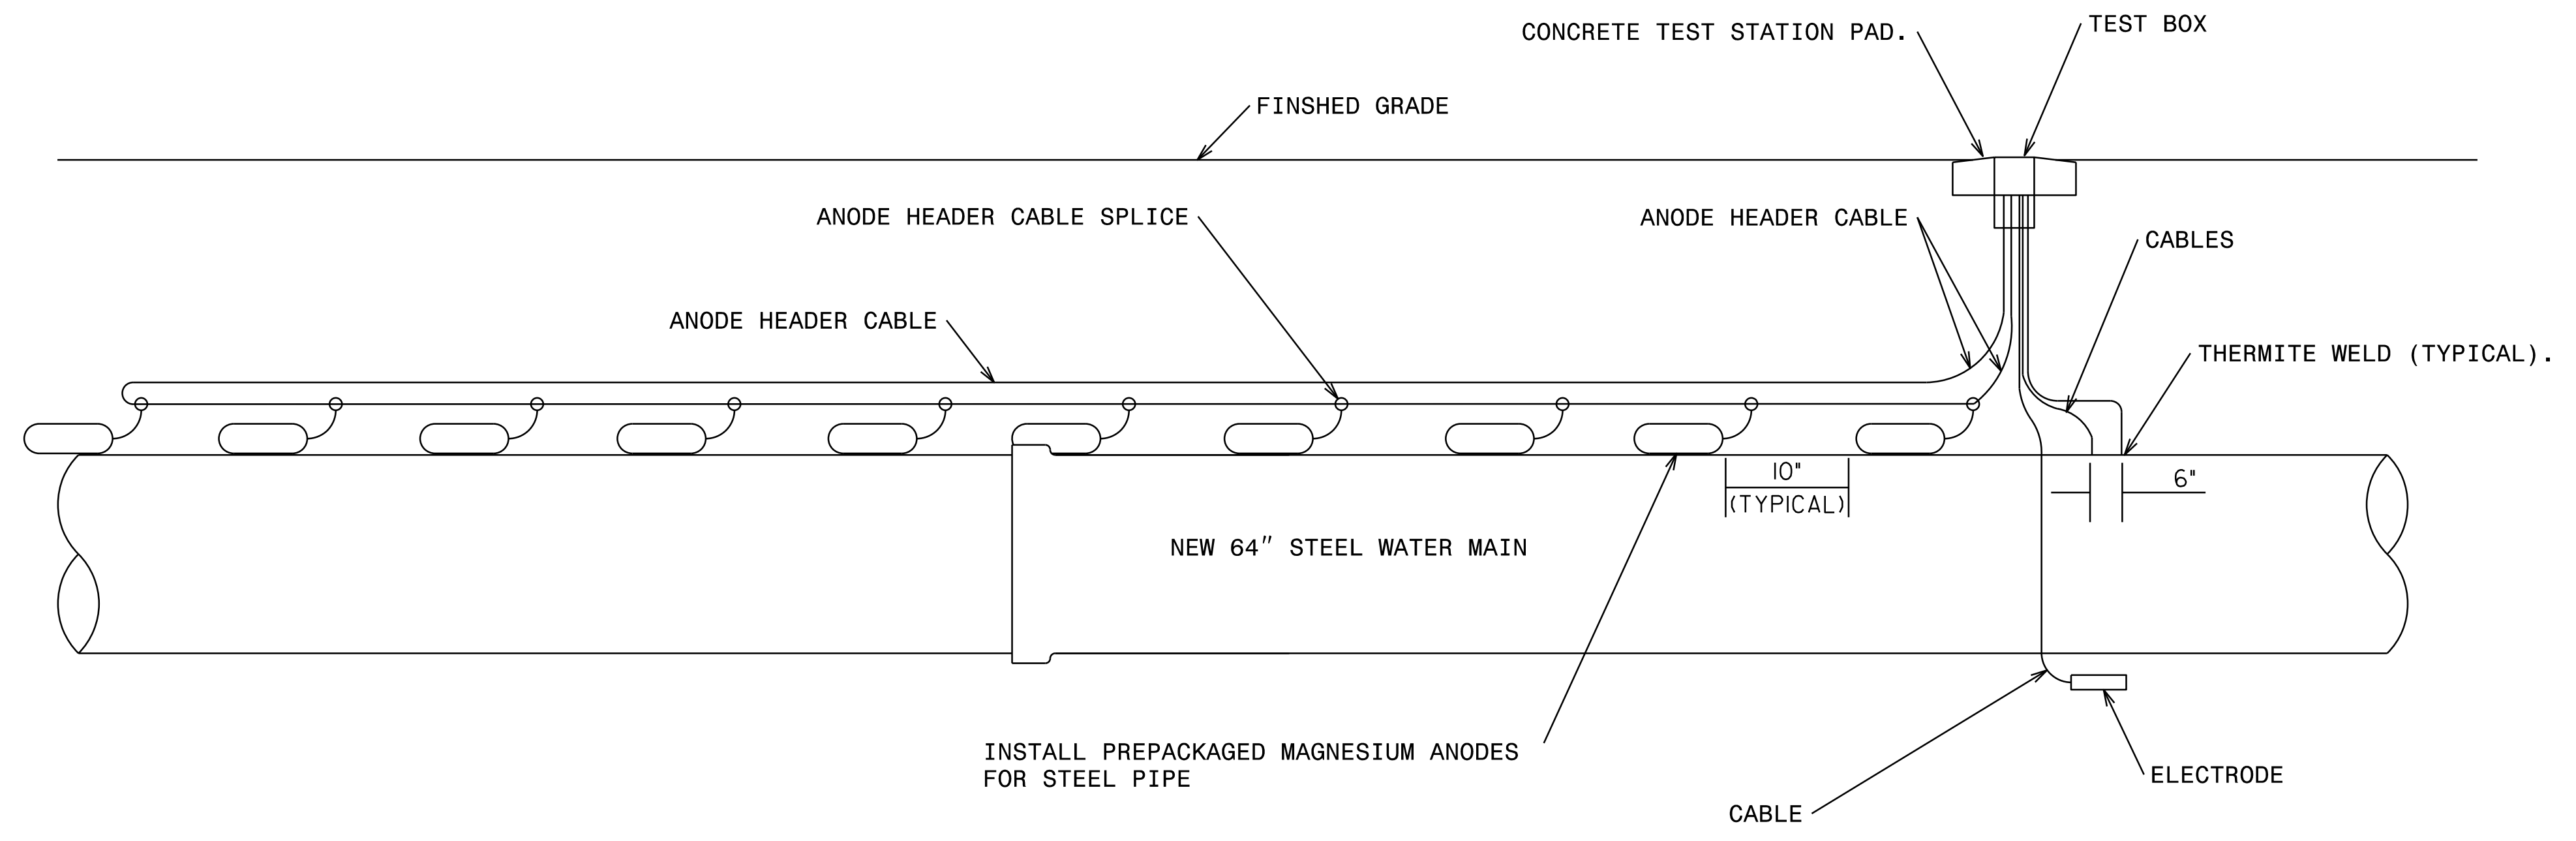 TEST BOX
CONCRETE TEST STATION PAD.
FINSHED GRADE
ANODE HEADER CABLE SPLICE
ANODE HEADER CABLE
CABLES
ANODE HEADER CABLE
THERMITE WELD (TYPICAL).
10"
(TYPICAL)
6"
NEW 64" STEEL WATER MAIN
INSTALL PREPACKAGED MAGNESIUM ANODES
FOR STEEL PIPE
ELECTRODE
CABLE